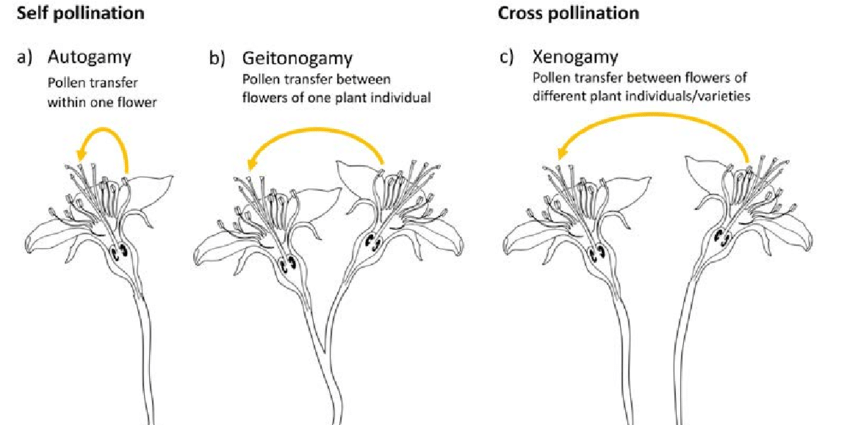 Self pollination
Cross pollination
a) Autogamy
Pollen transfer
within one flower
b) Geitonogamy
Pollen transfer between
flowers of one plant individual
c) Xenogamy
Pollen transfer between flowers of
different plant individuals/varieties